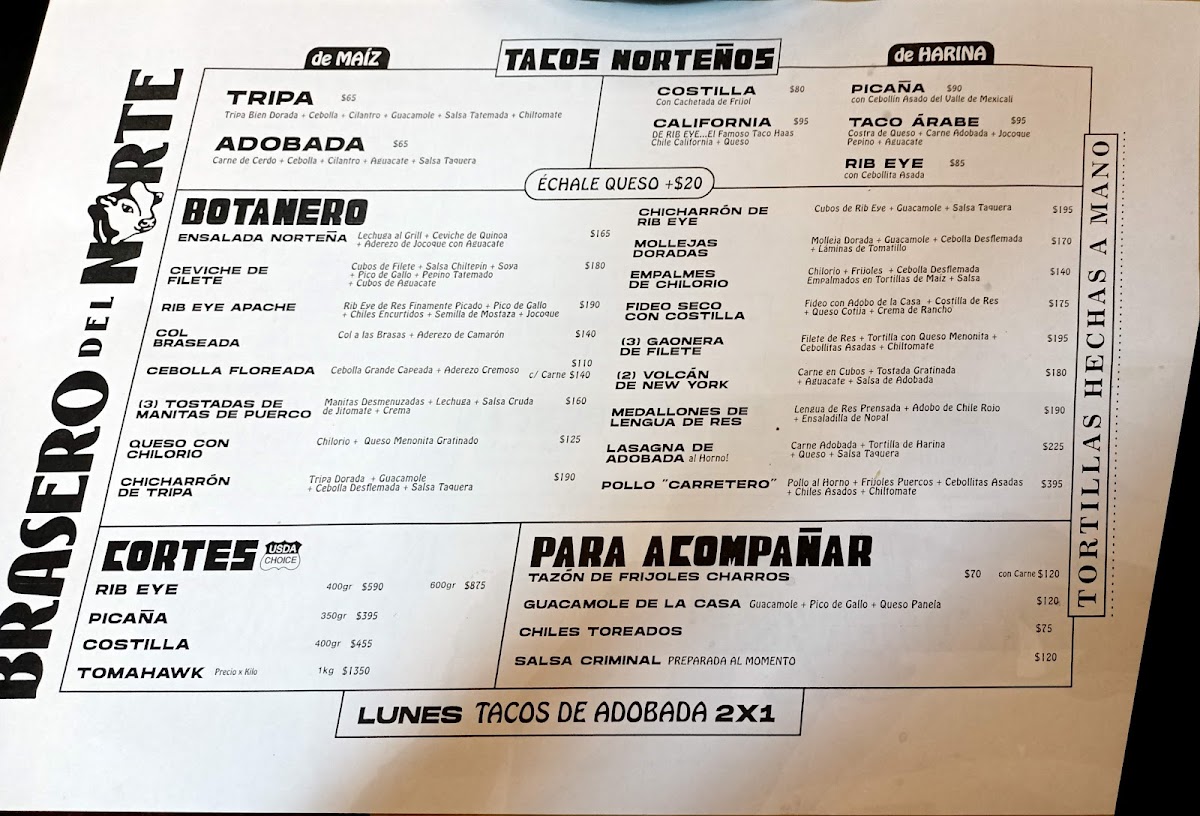 BRASERO DEL NORTE
TACOS NORTEÑOS
de MAÍZ
TRIPA $65
Tripa Bien Dorada + Cebolla + Cilantro + Guacamole + Salsa Tatemada + Chiltomate
ADOBADA $65
Carne de Cerdo + Cebolla + Cilantro + Aguacate + Salsa Taquera
de HARINA
COSTILLA $80
Con Cachetada de Frijol
CALIFORNIA $95
DE RIB EYE...El Famoso Taco Haas
Chile California + Queso
PICAÑA $90
con Cebollín Asado del Valle de Mexicali
TACO ÁRABE $95
Costra de Queso + Carne Adobada + Jocoque
Pepino + Aguacate
RIB EYE $85
con Cebollita Asada
ÉCHALE QUESO +$20
BOTANERO
ENSALADA NORTEÑA Lechuga al Grill + Ceviche de Quinoa $165
+ Aderezo de Jocoque con Aguacate
CEVICHE DE Cubos de Filete + Salsa Chiltepin + Soya $180
FILETE + Pico de Gallo + Pepino Tatemado
+ Cubos de Aguacate
RIB EYE APACHE Rib Eye de Res Finamente Picado + Pico de Gallo $190
+ Chiles Encurtidos + Semilla de Mostaza + Jocoque
COL Col a las Brasas + Aderezo de Camarón $140
BRASEADA
CEBOLLA FLOREADA Cebolla Grande Capeada + Aderezo Cremoso $110
c/ Carne $140
(3) TOSTADAS DE Manitas Desmenuzadas + Lechuga + Salsa Cruda $160
MANITAS DE PUERCO de Jitomate + Crema
QUESO CON Chilorio + Queso Menonita Gratinado $125
CHILORIO
CHICHARRÓN Tripa Dorada + Guacamole $190
DE TRIPA + Cebolla Desflemada + Salsa Taquera
CHICHARRÓN DE Cubos de Rib Eye + Guacamole + Salsa Taquera $195
RIB EYE
MOLLEJAS Molleja Dorada + Guacamole + Cebolla Desflemada $170
DORADAS + Láminas de Tomatillo
EMPALMES Chilorio + Frijoles + Cebolla Desflemada $140
DE CHILORIO Empalmados en Tortillas de Maíz + Salsa
FIDEO SECO Fideo con Adobo de la Casa + Costilla de Res $175
CON COSTILLA + Queso Cotija + Crema de Rancho
(3) GAONERA Filete de Res + Tortilla con Queso Menonita + $195
DE FILETE Cebollitas Asadas + Chiltomate
(2) VOLCÁN Carne en Cubos + Tostada Gratinada $180
DE NEW YORK + Aguacate + Salsa de Adobada
MEDALLONES DE Lengua de Res Prensada + Adobo de Chile Rojo $190
LENGUA DE RES + Ensaladilla de Nopal
LASAGNA DE Carne Adobada + Tortilla de Harina $225
ADOBADA al Horno! + Queso + Salsa Taquera
POLLO "CARRETERO" Pollo al Horno + Frijoles Puercos + Cebollitas Asadas $395
+ Chiles Asados + Chiltomate
TORTILLAS HECHAS A MANO
CORTES USDA
CHOICE
RIB EYE 400gr $590 600gr $875
PICAÑA 350gr $395
COSTILLA 400gr $455
TOMAHAWK Precio x Kilo 1kg $1350
PARA ACOMPAÑAR
TAZÓN DE FRIJOLES CHARROS $70 con Carne $120
GUACAMOLE DE LA CASA Guacamole + Pico de Gallo + Queso Panela $120
CHILES TOREADOS $75
SALSA CRIMINAL PREPARADA AL MOMENTO $120
LUNES TACOS DE ADOBADA 2X1